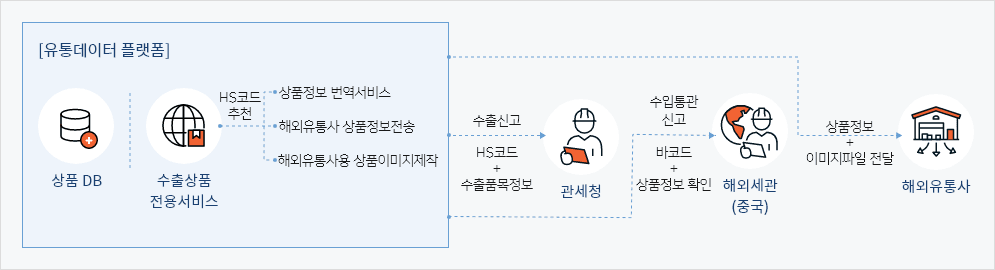 [유통데이터 플랫폼]
상품 DB
수출상품
전용서비스
HS코드
추천
상품정보 번역서비스
해외유통사 상품정보전송
해외유통사용 상품이미지제작
수출신고
HS코드
+
수출품목정보
관세청
수입통관
신고
바코드
+
상품정보 확인
해외세관
(중국)
상품정보
+
이미지파일 전달
해외유통사